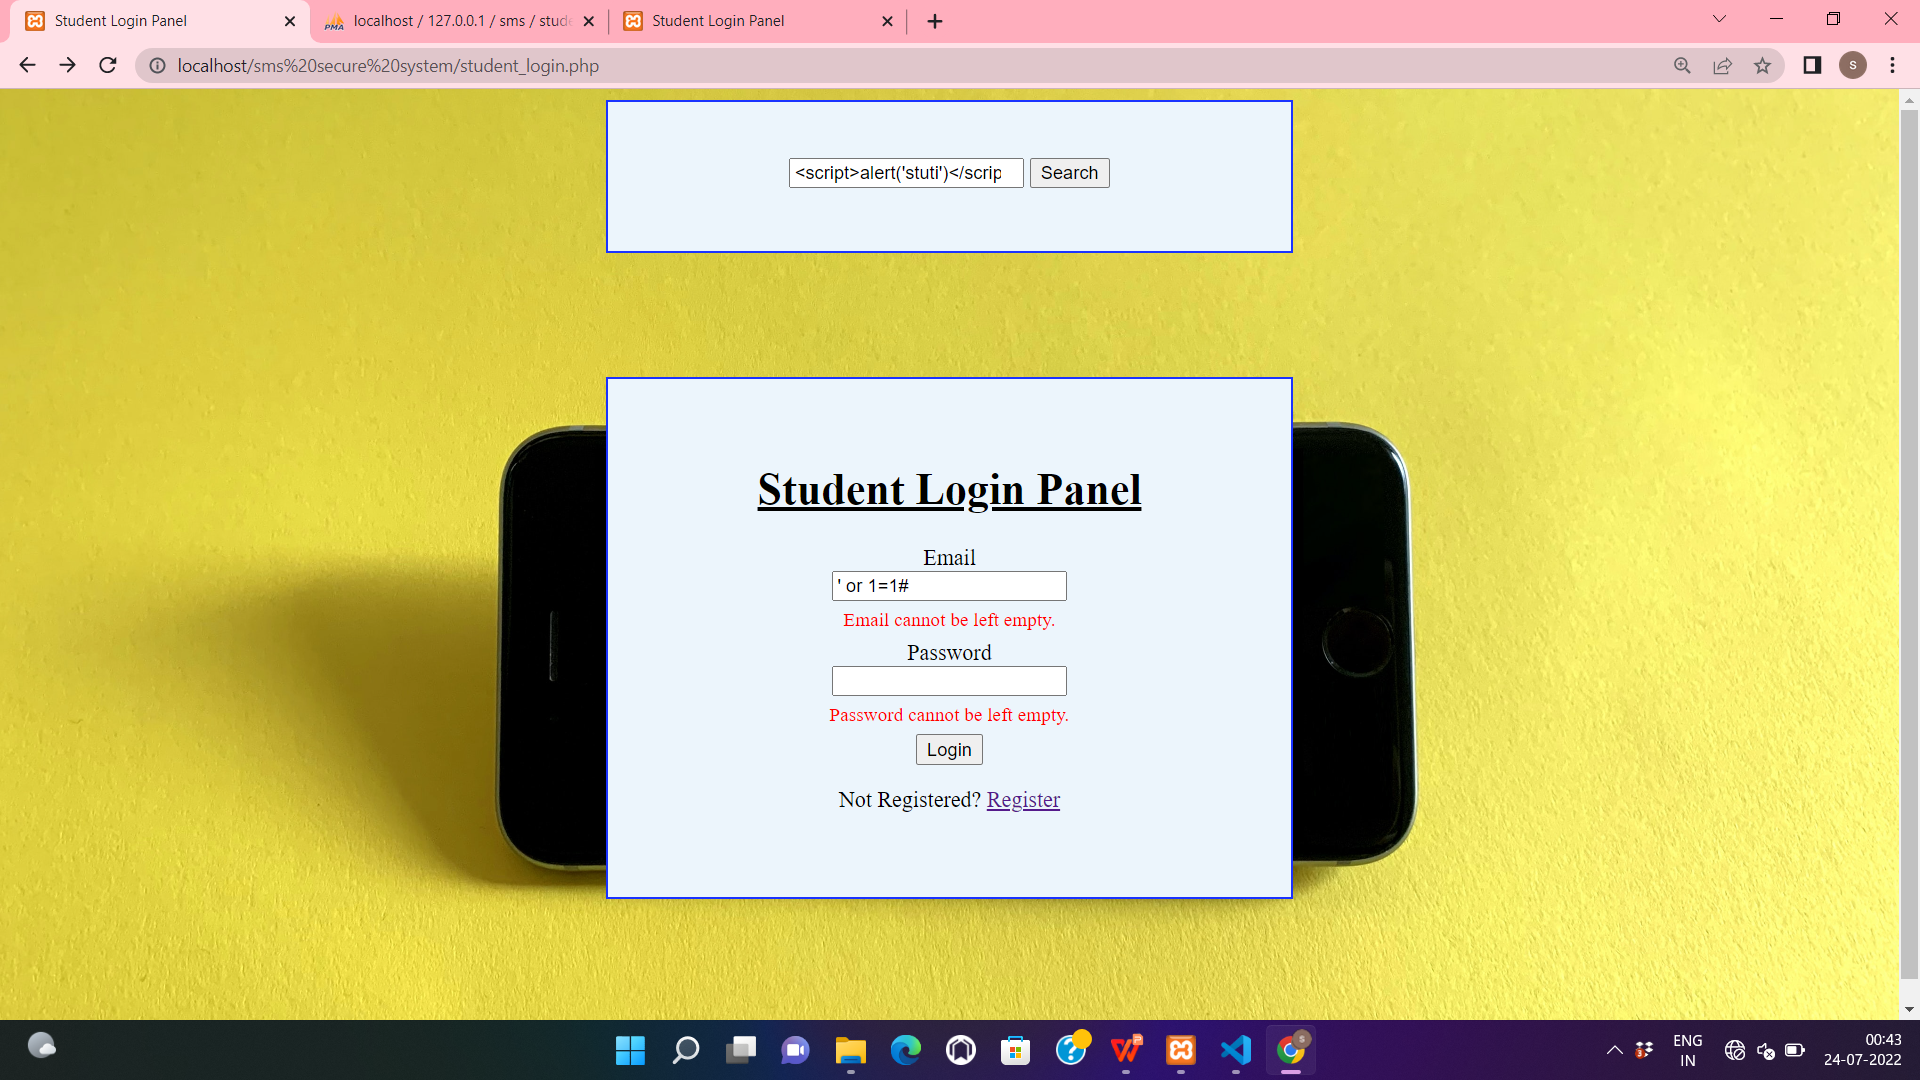 Student Login Panel
PMA localhost / 127.0.0.1 / sms / stude
Student Login Panel
localhost/sms%20secure%20system/student_login.php
S
<script>alert('stuti')</scrip
Search
Student Login Panel
Email
' or 1=1#
Email cannot be left empty.
Password
Password cannot be left empty.
Login
Not Registered? Register
ENG
IN
00:43
24-07-2022